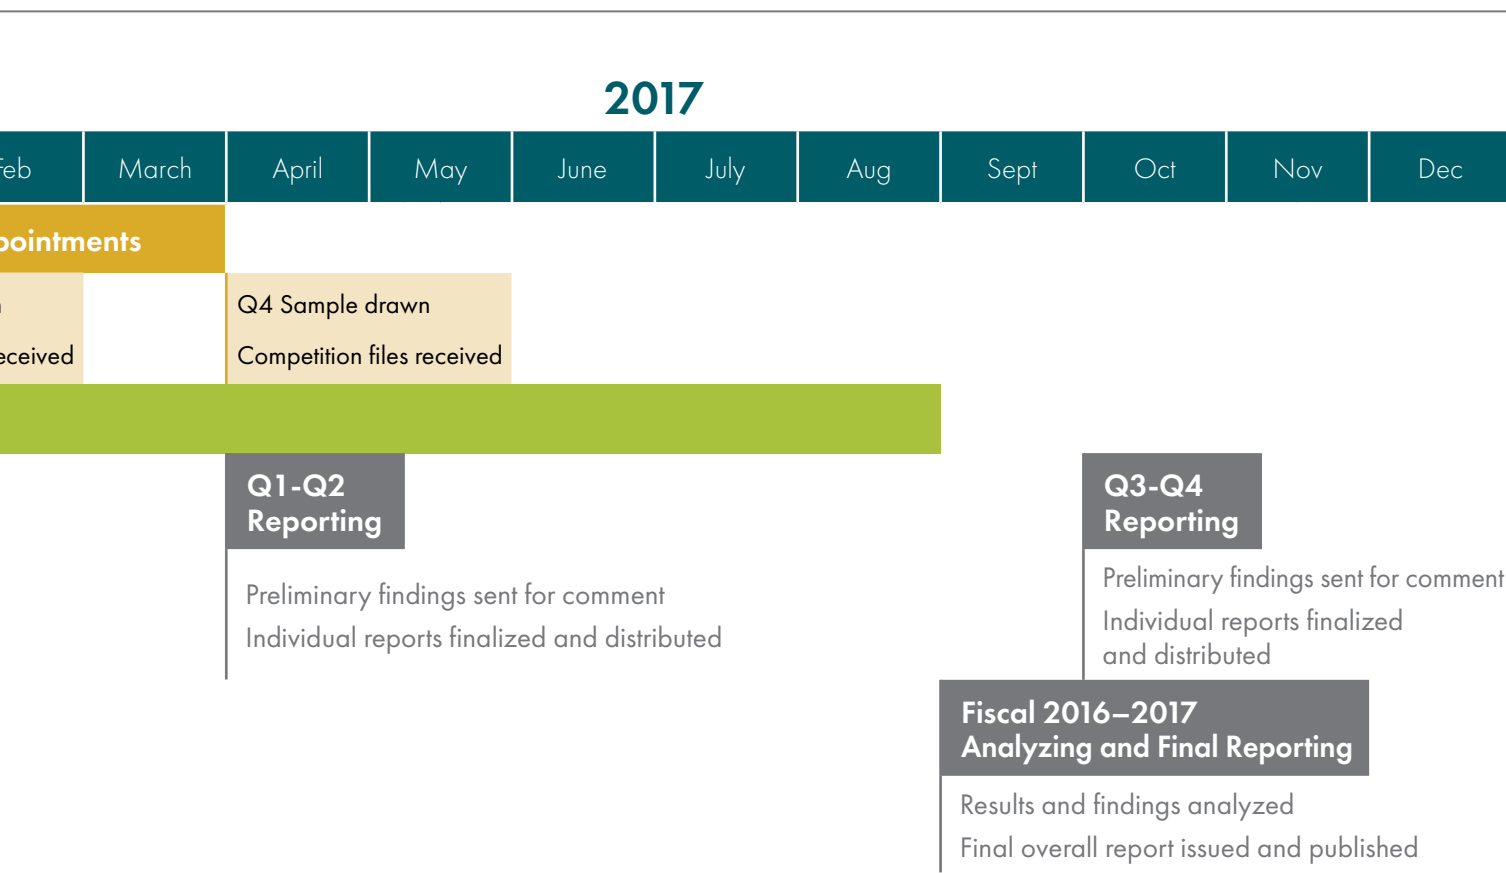 2017
Feb March April May June July Aug Sept Oct Nov Dec
Q4 Sample drawn
Competition files received
Q1-Q2
Reporting
Preliminary findings sent for comment
Individual reports finalized and distributed
Q3-Q4
Reporting
Preliminary findings sent for comment
Individual reports finalized
and distributed
Fiscal 2016–2017
Analyzing and Final Reporting
Results and findings analyzed
Final overall report issued and published